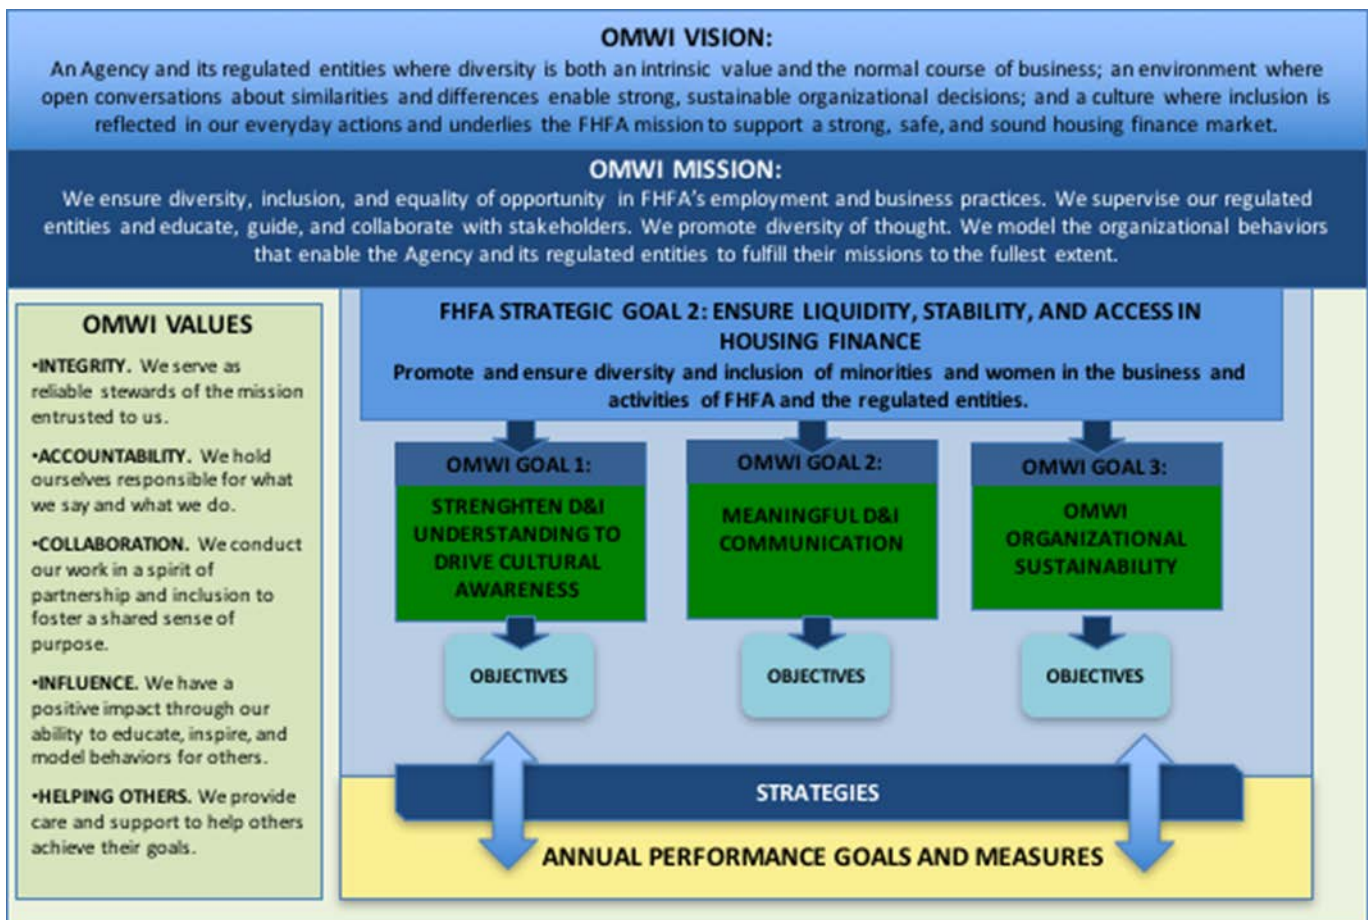 OMWI VISION:
An Agency and its regulated entities where diversity is both an intrinsic value and the normal course of business; an environment where
open conversations about similarities and differences enable strong, sustainable organizational decisions; and a culture where inclusion is
reflected in our everyday actions and underlies the FHFA mission to support a strong, safe, and sound housing finance market.
OMWI MISSION:
We ensure diversity, inclusion, and equality of opportunity in FHFA's employment and business practices. We supervise our regulated
entities and educate, guide, and collaborate with stakeholders. We promote diversity of thought. We model the organizational behaviors
that enable the Agency and its regulated entities to fulfill their missions to the fullest extent.
OMWI VALUES
•INTEGRITY. We serve as
reliable stewards of the mission
entrusted to us.
•ACCOUNTABILITY. We hold
ourselves responsible for what
we say and what we do.
•COLLABORATION. We conduct
our work in a spirit of
partnership and inclusion to
foster a shared sense of
purpose.
•INFLUENCE. We have a
positive impact through our
ability to educate, inspire, and
model behaviors for others.
•HELPING OTHERS. We provide
care and support to help others
achieve their goals.
FHFA STRATEGIC GOAL 2: ENSURE LIQUIDITY, STABILITY, AND ACCESS IN
HOUSING FINANCE
Promote and ensure diversity and inclusion of minorities and women in the business and
activities of FHFA and the regulated entities.
OMWI GOAL 1:
STRENGHTEN D&I
UNDERSTANDING TO
DRIVE CULTURAL
AWARENESS
OBJECTIVES
OMWI GOAL 2:
MEANINGFUL D&I
COMMUNICATION
OBJECTIVES
OMWI GOAL 3:
OMWI
ORGANIZATIONAL
SUSTAINABILITY
OBJECTIVES
STRATEGIES
ANNUAL PERFORMANCE GOALS AND MEASURES